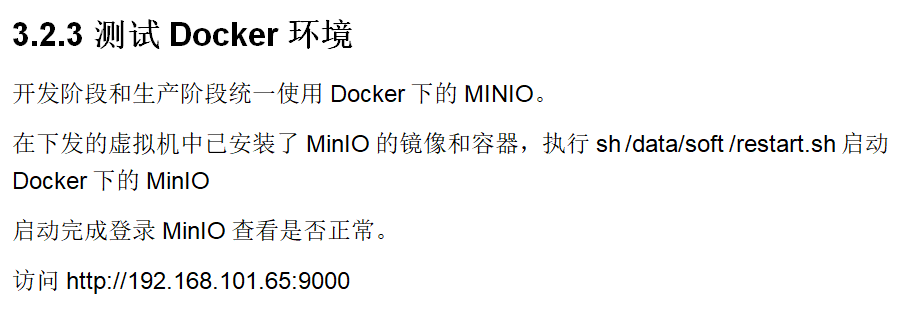 3.2.3 测试 Docker 环境
开发阶段和生产阶段统一使用 Docker 下的 MINIO。
在下发的虚拟机中已安装了 MinIO 的镜像和容器，执行 sh /data/soft /restart.sh 启动
Docker 下的 MinIO
启动完成登录 MinIO 查看是否正常。
访问 http://192.168.101.65:9000